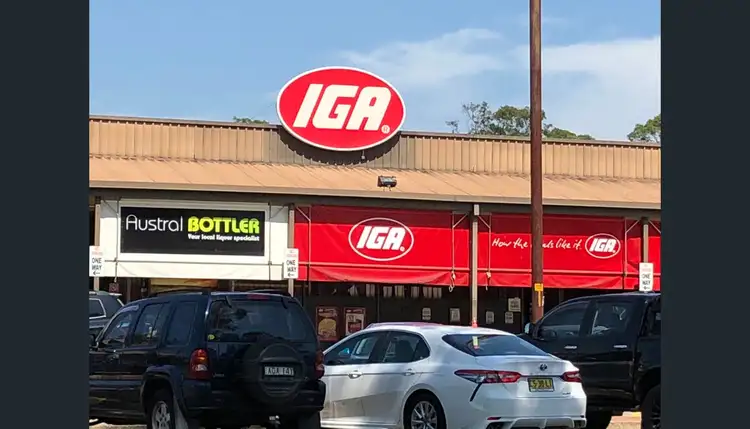 IGA
Austral BOTTLER
Your local liquor specialist
IGA
How the locals like it. IGA
ONE
WAY
ONE
WAY
ONE
WAY